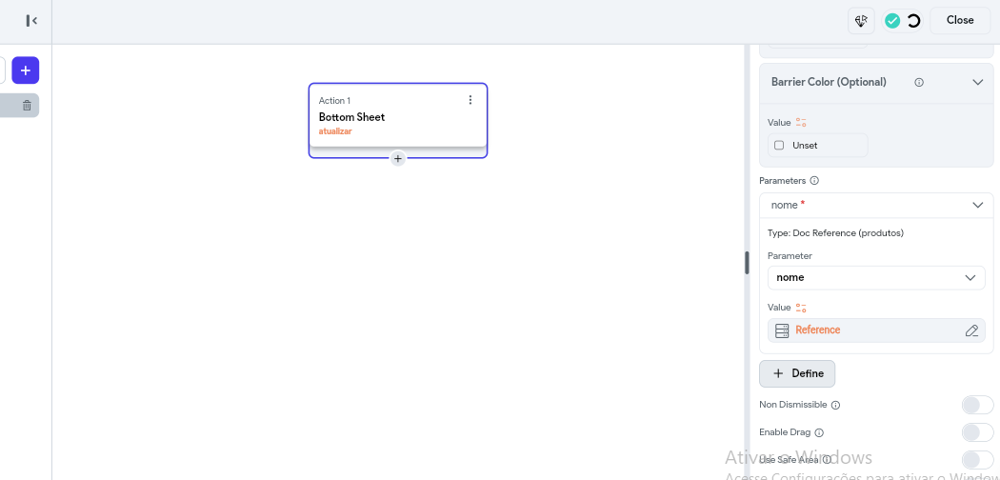 Close
Action 1
Bottom Sheet
atualizar
Barrier Color (Optional)
Value
Unset
Parameters
nome *
Type: Doc Reference (produtos)
Parameter
nome
Value
Reference
+ Define
Non Dismissible
Enable Drag
Use Safe Area
Ativar o Windows
Acesse Configurações para ativar o Windows